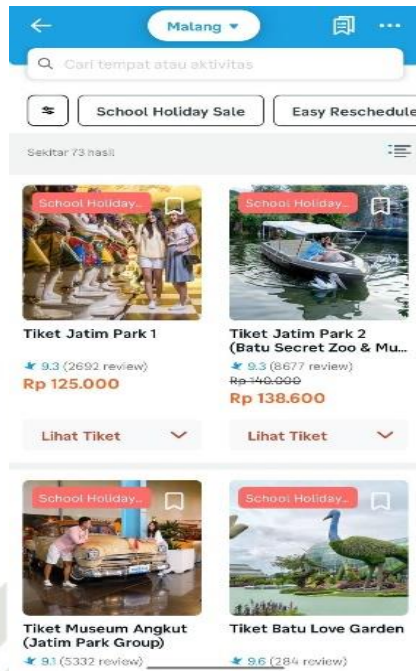 Malang
Cari tempat atau aktivitas
School Holiday Sale
Easy Reschedule
Sekitar 73 hasil
School Holiday..
School Holiday..
Tiket Jatim Park 1
9.3 (2692 review)
Rp 125.000
Lihat Tiket
Tiket Jatim Park 2
(Batu Secret Zoo & Mu...
9.3 (8677 review)
Rp 140.000
Rp 138.600
Lihat Tiket
School Holiday..
School Holiday..
Tiket Museum Angkut
(Jatim Park Group)
9.1 (5332 review)
Tiket Batu Love Garden
9.6 (284 review)